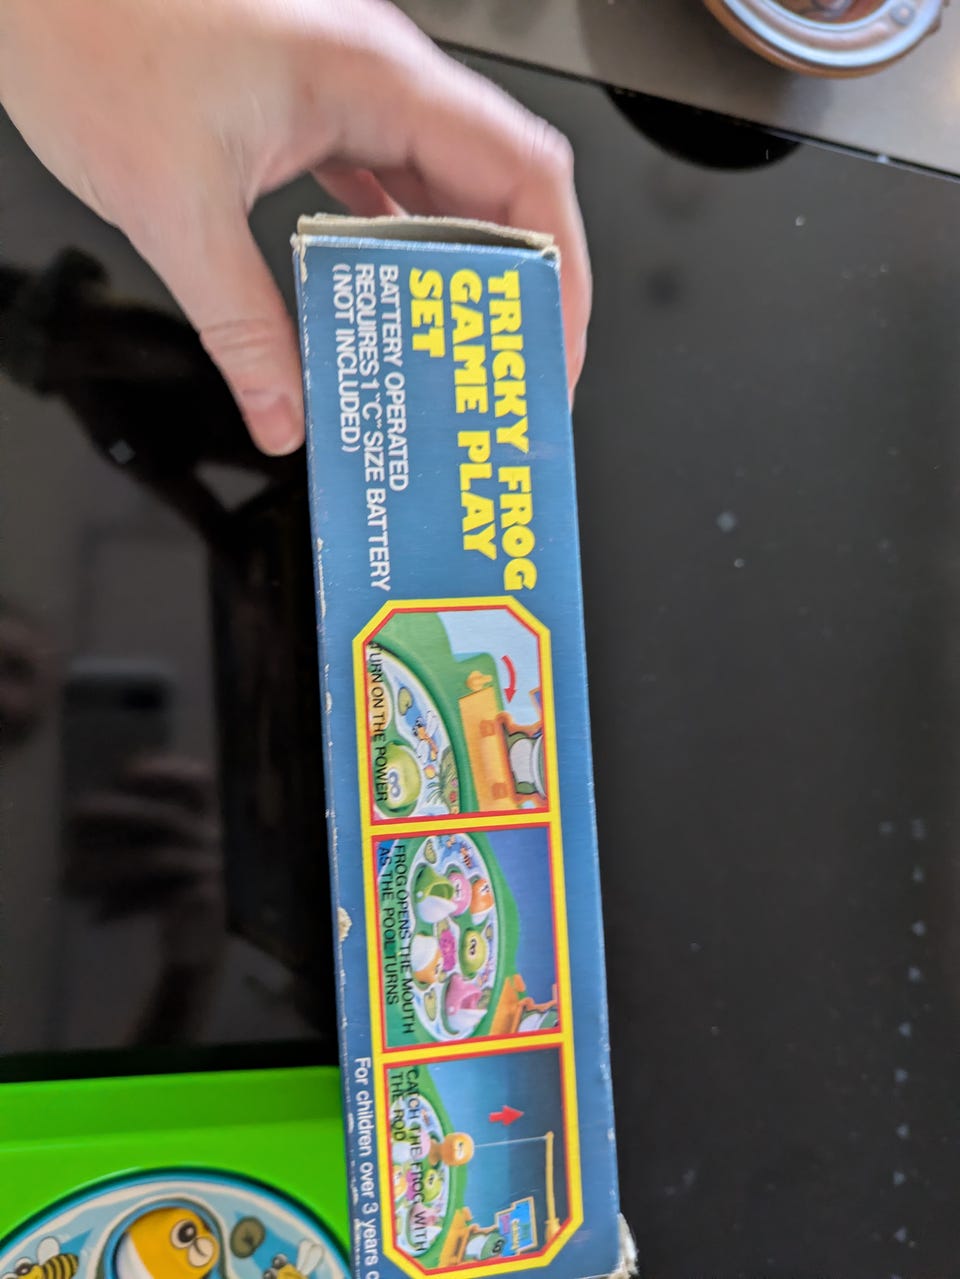 TRICKY FROG
GAME PLAY
SET
BATTERY OPERATED
REQUIRES 1 "C" SIZE BATTERY
(NOT INCLUDED)
TURN ON THE POWER
FROG OPENS THE MOUTH
AS THE POOL TURNS
CATCH THE FROG WITH
THE ROD
For children over 3 years